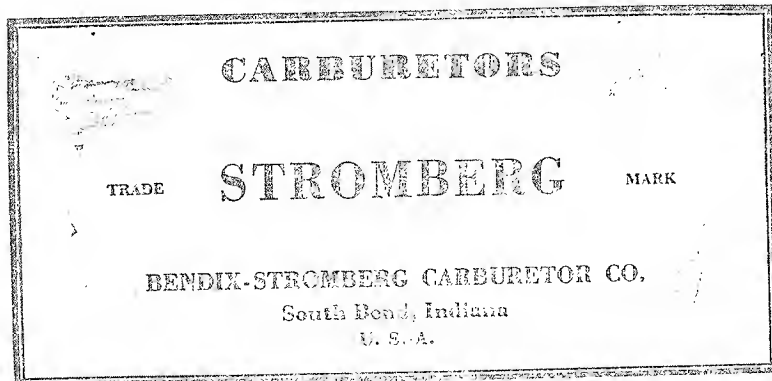 CARBURETORS
TRADE STROMBERG MARK
BENDIX-STROMBERG CARBURETOR CO.
South Bend, Indiana
U. S. A.